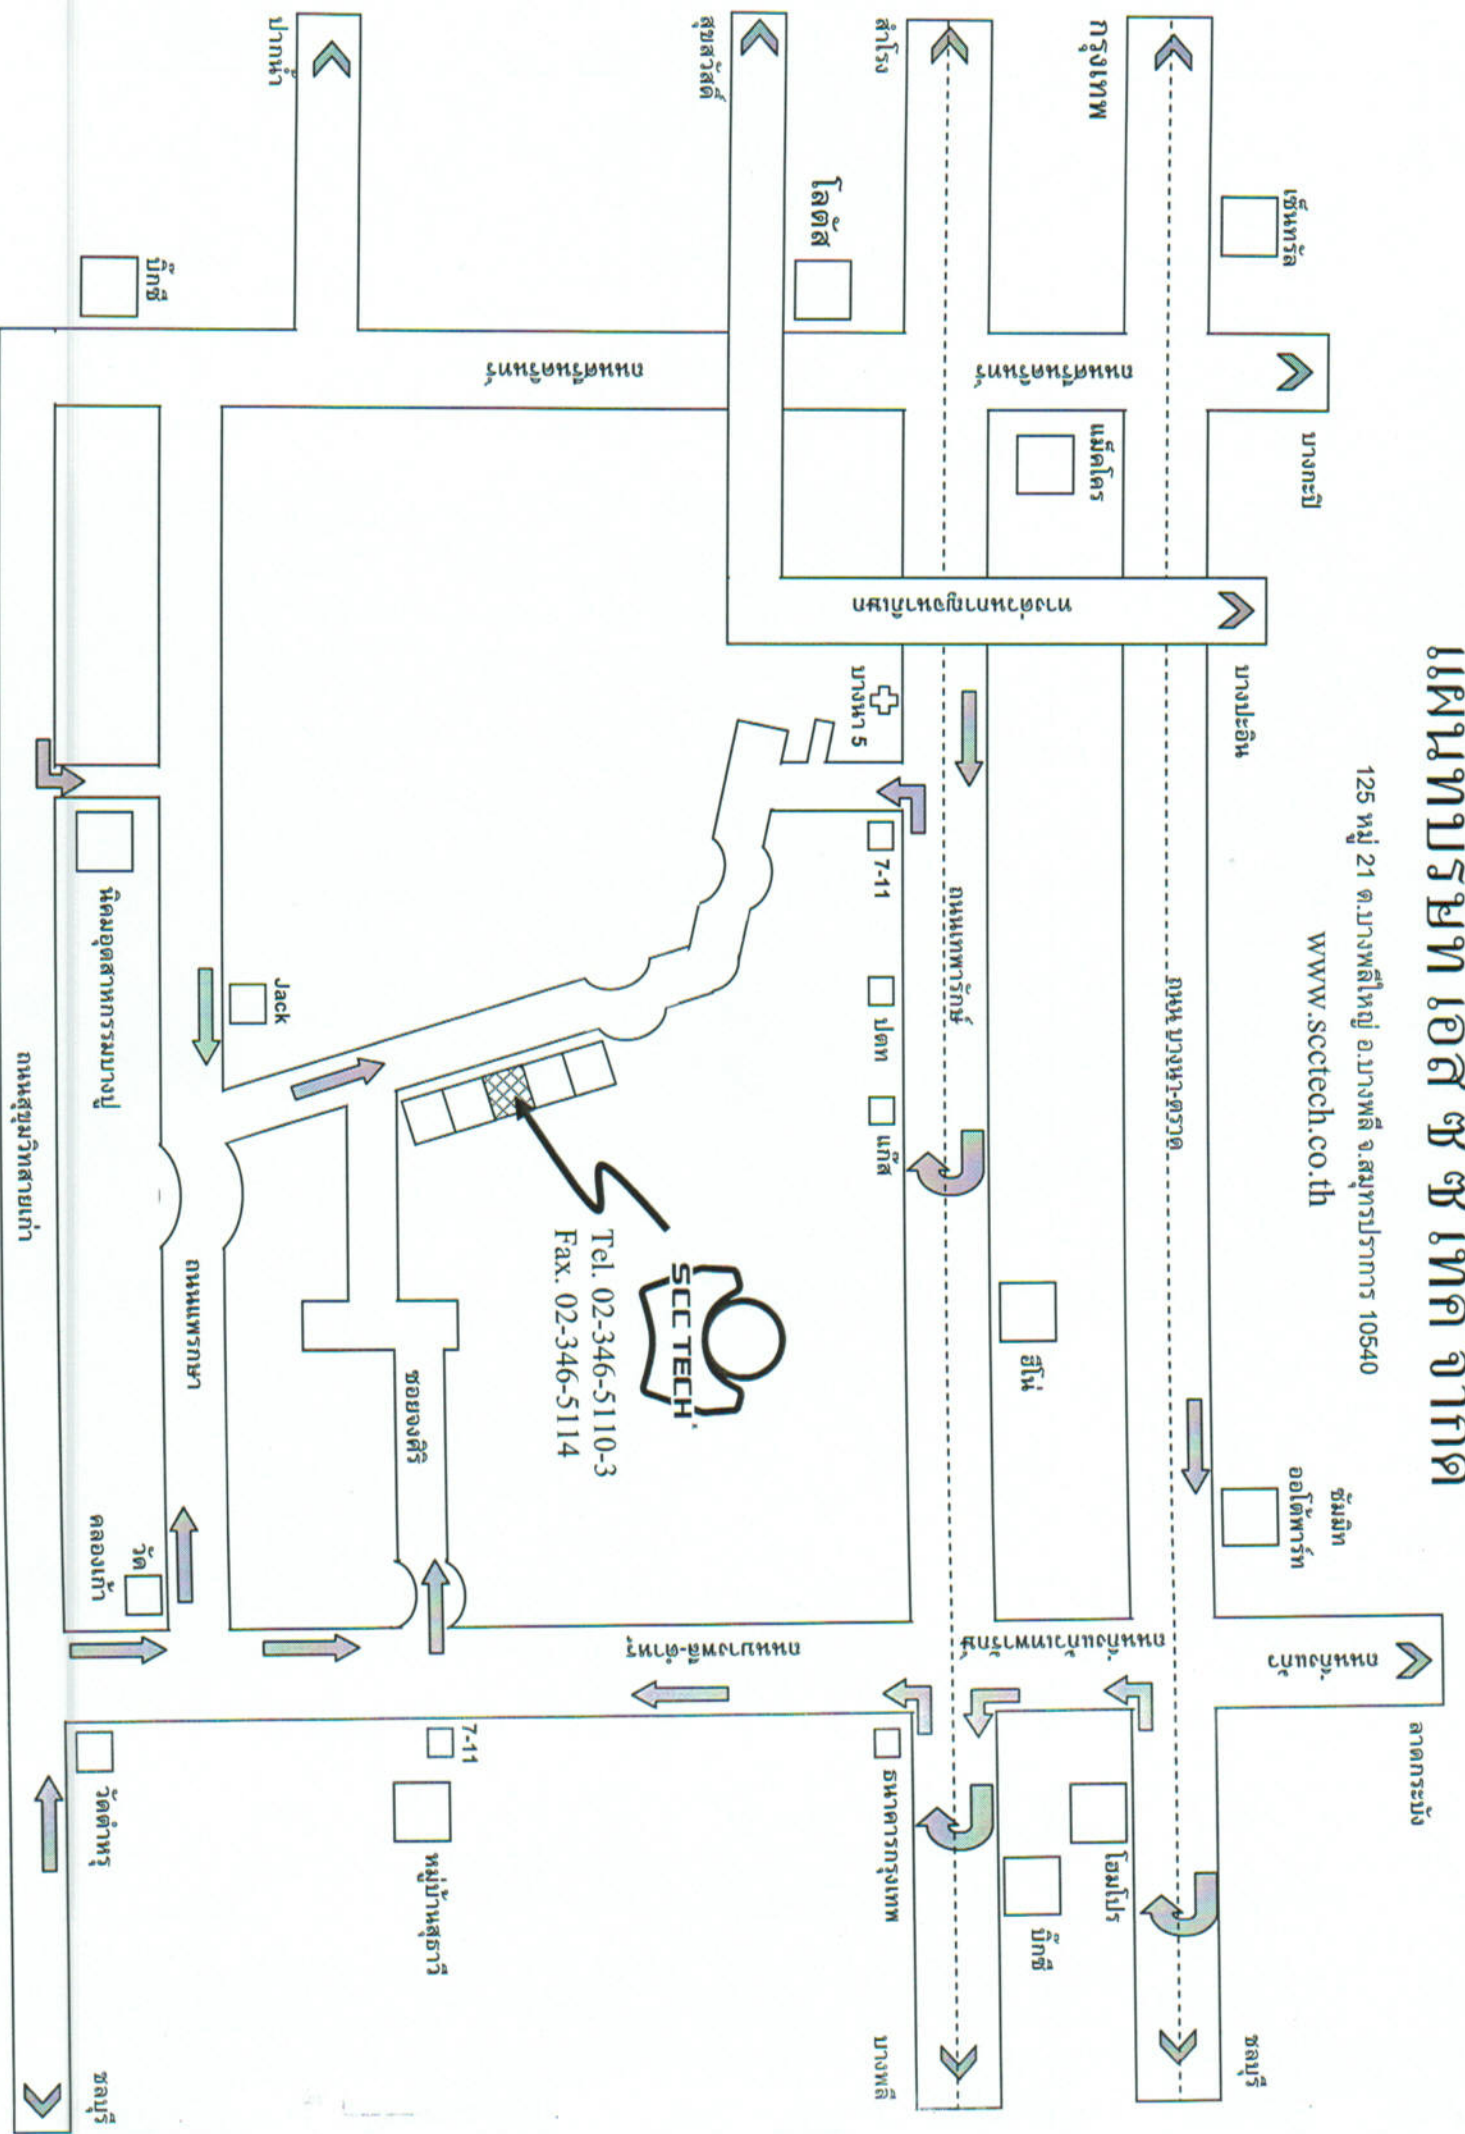 แผนที่บริษัท เอส ซี ซี เทค จำกัด
125 หมู่ 21 ต.บางพลีใหญ่ อ.บางพลี จ.สมุทรปราการ 10540
www.scctech.co.th
เซ็นทรัล
บางกะปิ
บางปะอิน
ซัมมิท
ออโต้พาร์ท
ลาดกระบัง
ชลบุรี
กรุงเทพ
ถนน บางนา-ตราด
ถนนกิ่งแก้ว
แม็คโคร
ถนนศรีนครินทร์
โฮมโปร
ฮีโน่
บิ๊กซี
ถนนกิ่งแก้วเทพารักษ์
สำโรง
ถนนเทพารักษ์
บางพลี
โลตัส
ทางด่วนกาญจนาภิเษก
บางนา 5
7-11
ปตท
แก๊ส
ธนาคารกรุงเทพ
สุขสวัสดิ์
SCC TECH
Tel. 02-346-5110-3
Fax. 02-346-5114
ถนนศรีนครินทร์
ถนนบางพลี-ตำหรุ
7-11
หมู่บ้านสุธาวี
ซอยจงศิริ
ปากน้ำ
Jack
ถนนแพรกษา
บิ๊กซี
นิคมอุตสาหกรรมบางปู
วัด
คลองเก้า
วัดตำหรุ
ถนนสุขุมวิทสายเก่า
ชลบุรี